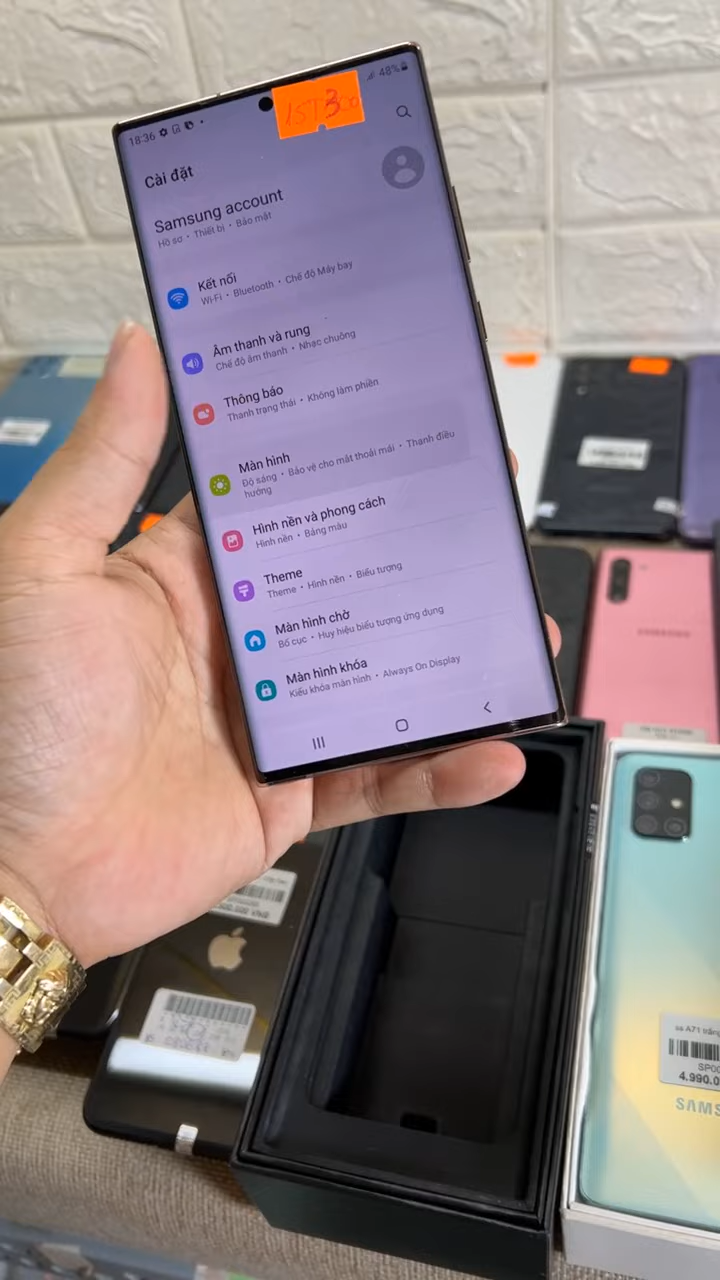 18:36
48%
15T300
Cài đặt
Samsung account
Hồ sơ • Thiết bị • Bảo mật
Kết nối
Wi-Fi • Bluetooth • Chế độ Máy bay
Âm thanh và rung
Chế độ âm thanh • Nhạc chuông
Thông báo
Thanh trạng thái • Không làm phiền
Màn hình
Độ sáng • Bảo vệ cho mắt thoải mái • Thanh điều
hướng
Hình nền và phong cách
Hình nền • Bảng màu
Theme
Theme • Hình nền • Biểu tượng
Màn hình chờ
Bố cục • Huy hiệu biểu tượng ứng dụng
Màn hình khóa
Kiểu khóa màn hình • Always On Display
SAMSUNG
ss A71 trắng
SP00
4.990.0
SAMS